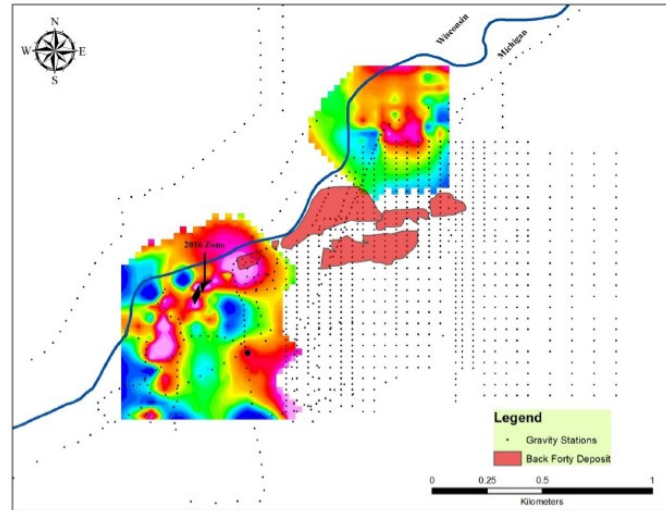 N
W
E
S
Wisconsin
Michigan
2016 Zone
Legend
Gravity Stations
Back Forty Deposit
0 0.25 0.5 1
Kilometers